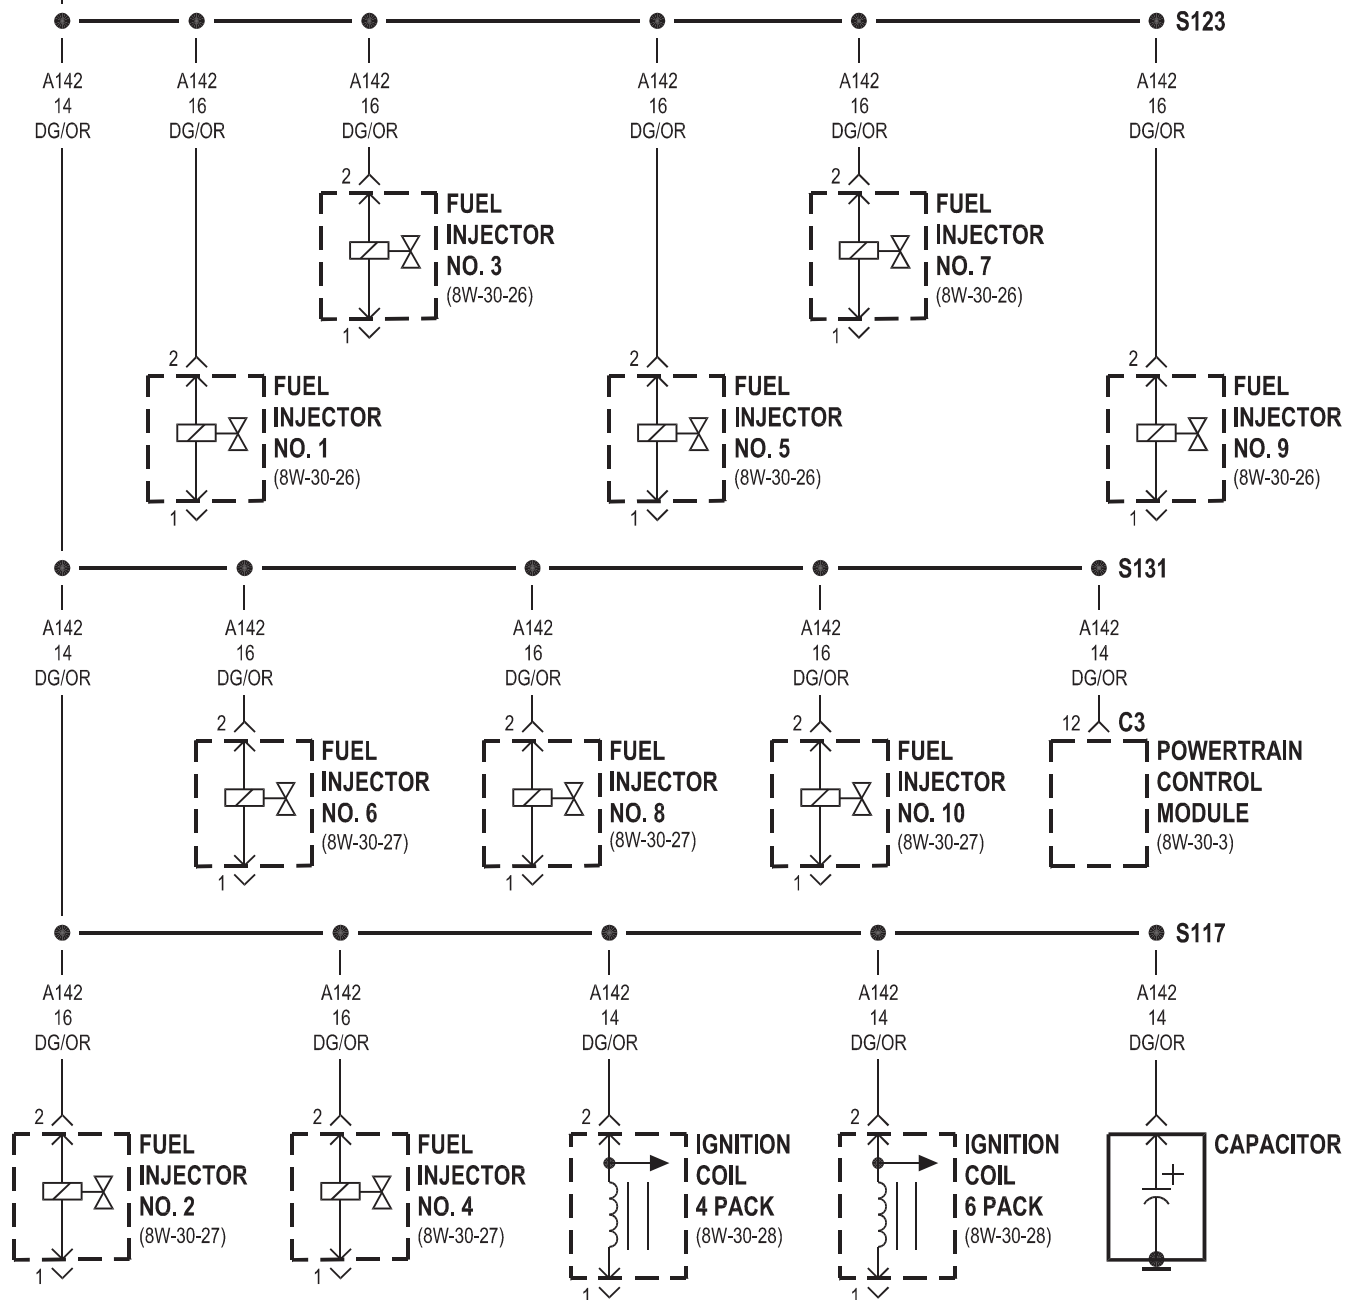 S123
A142 A142 A142 A142 A142 A142
14 16 16 16 16 16
DG/OR DG/OR DG/OR DG/OR DG/OR DG/OR
2 2
FUEL FUEL
INJECTOR INJECTOR
NO. 3 NO. 7
(8W-30-26) (8W-30-26)
1 1
2 2 2
FUEL FUEL FUEL
INJECTOR INJECTOR INJECTOR
NO. 1 NO. 5 NO. 9
(8W-30-26) (8W-30-26) (8W-30-26)
1 1 1
S131
A142 A142 A142 A142 A142
14 16 16 16 14
DG/OR DG/OR DG/OR DG/OR DG/OR
2 2 2 12 C3
FUEL FUEL FUEL POWERTRAIN
INJECTOR INJECTOR INJECTOR CONTROL
NO. 6 NO. 8 NO. 10 MODULE
(8W-30-27) (8W-30-27) (8W-30-27) (8W-30-3)
1 1 1
S117
A142 A142 A142 A142 A142
16 16 14 14 14
DG/OR DG/OR DG/OR DG/OR DG/OR
2 2 2 2
FUEL FUEL IGNITION IGNITION CAPACITOR
INJECTOR INJECTOR COIL COIL
NO. 2 NO. 4 4 PACK 6 PACK
(8W-30-27) (8W-30-27) (8W-30-28) (8W-30-28)
1 1 1 1